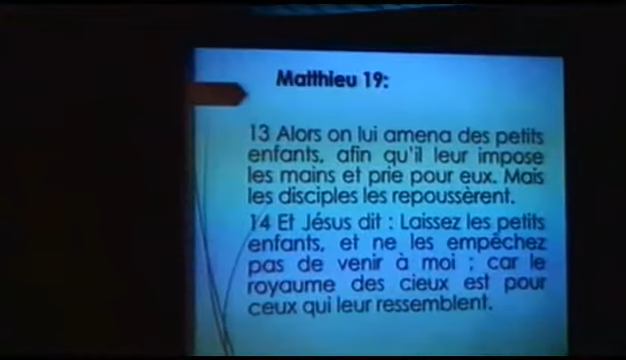 Matthieu 19:
13 Alors on lui amena des petits
enfants, afin qu'il leur impose
les mains et prie pour eux. Mais
les disciples les repoussèrent.
14 Et Jésus dit : Laissez les petits
enfants, et ne les empêchez
pas de venir à moi ; car le
royaume des cieux est pour
ceux qui leur ressemblent.